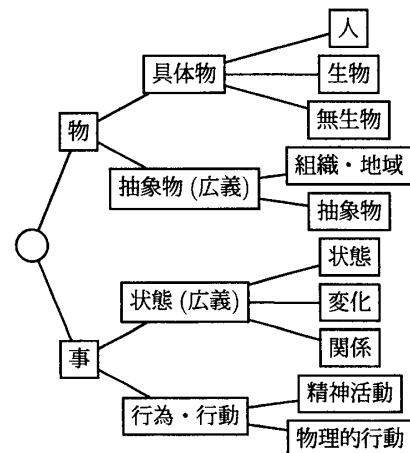 人
具体物
生物
物
無生物
組織・地域
抽象物 (広義)
抽象物
状態
状態 (広義)
変化
事
関係
精神活動
行為・行動
物理的行動